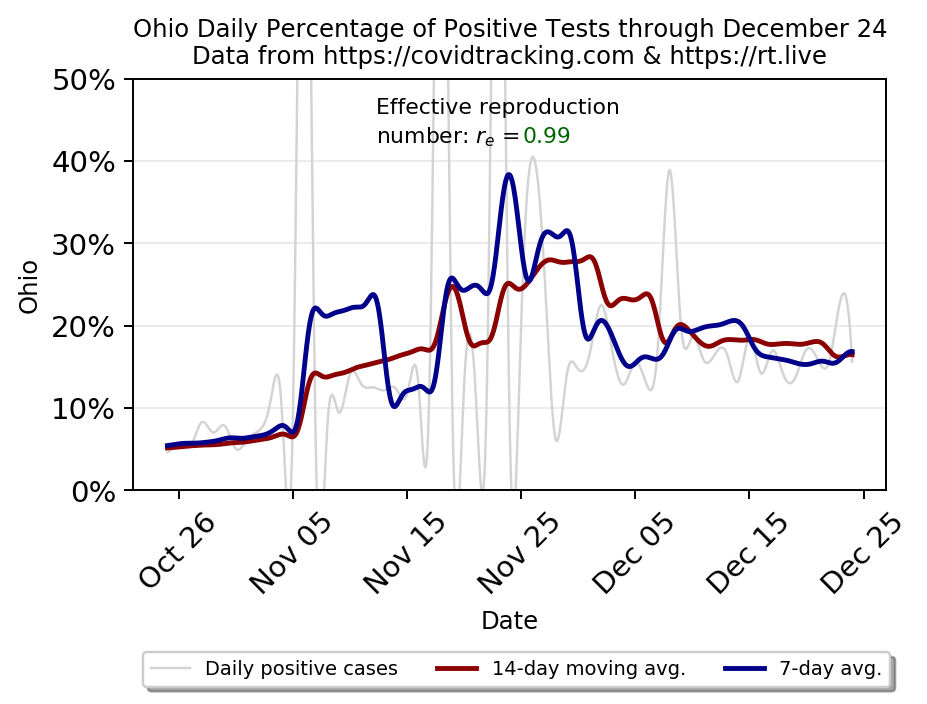 Ohio Daily Percentage of Positive Tests through December 24
Data from https://covidtracking.com & https://rt.live
50%
Effective reproduction
number: rₑ = 0.99
40%
30%
Ohio
20%
10%
0%
Oct 26
Nov 05
Nov 15
Nov 25
Dec 05
Dec 15
Dec 25
Date
Daily positive cases
14-day moving avg.
7-day avg.